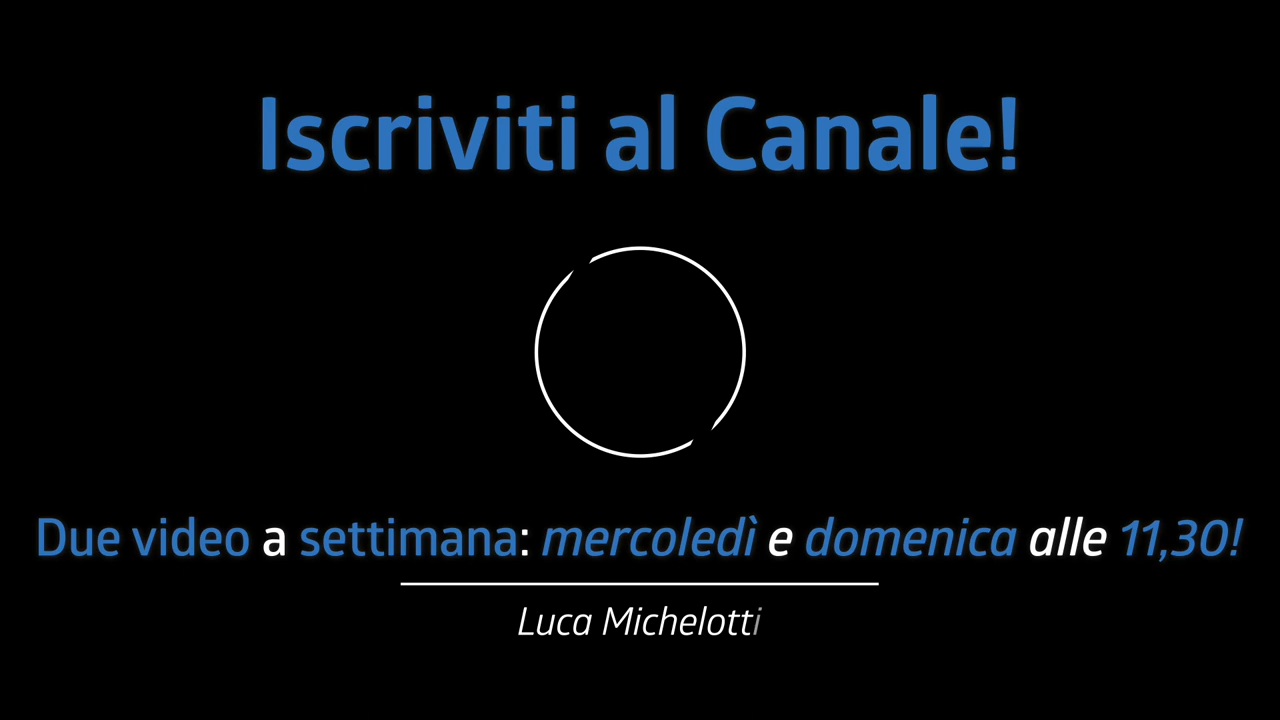 Iscriviti al Canale!
Due video a settimana: mercoledì e domenica alle 11,30!
Luca Michelotti